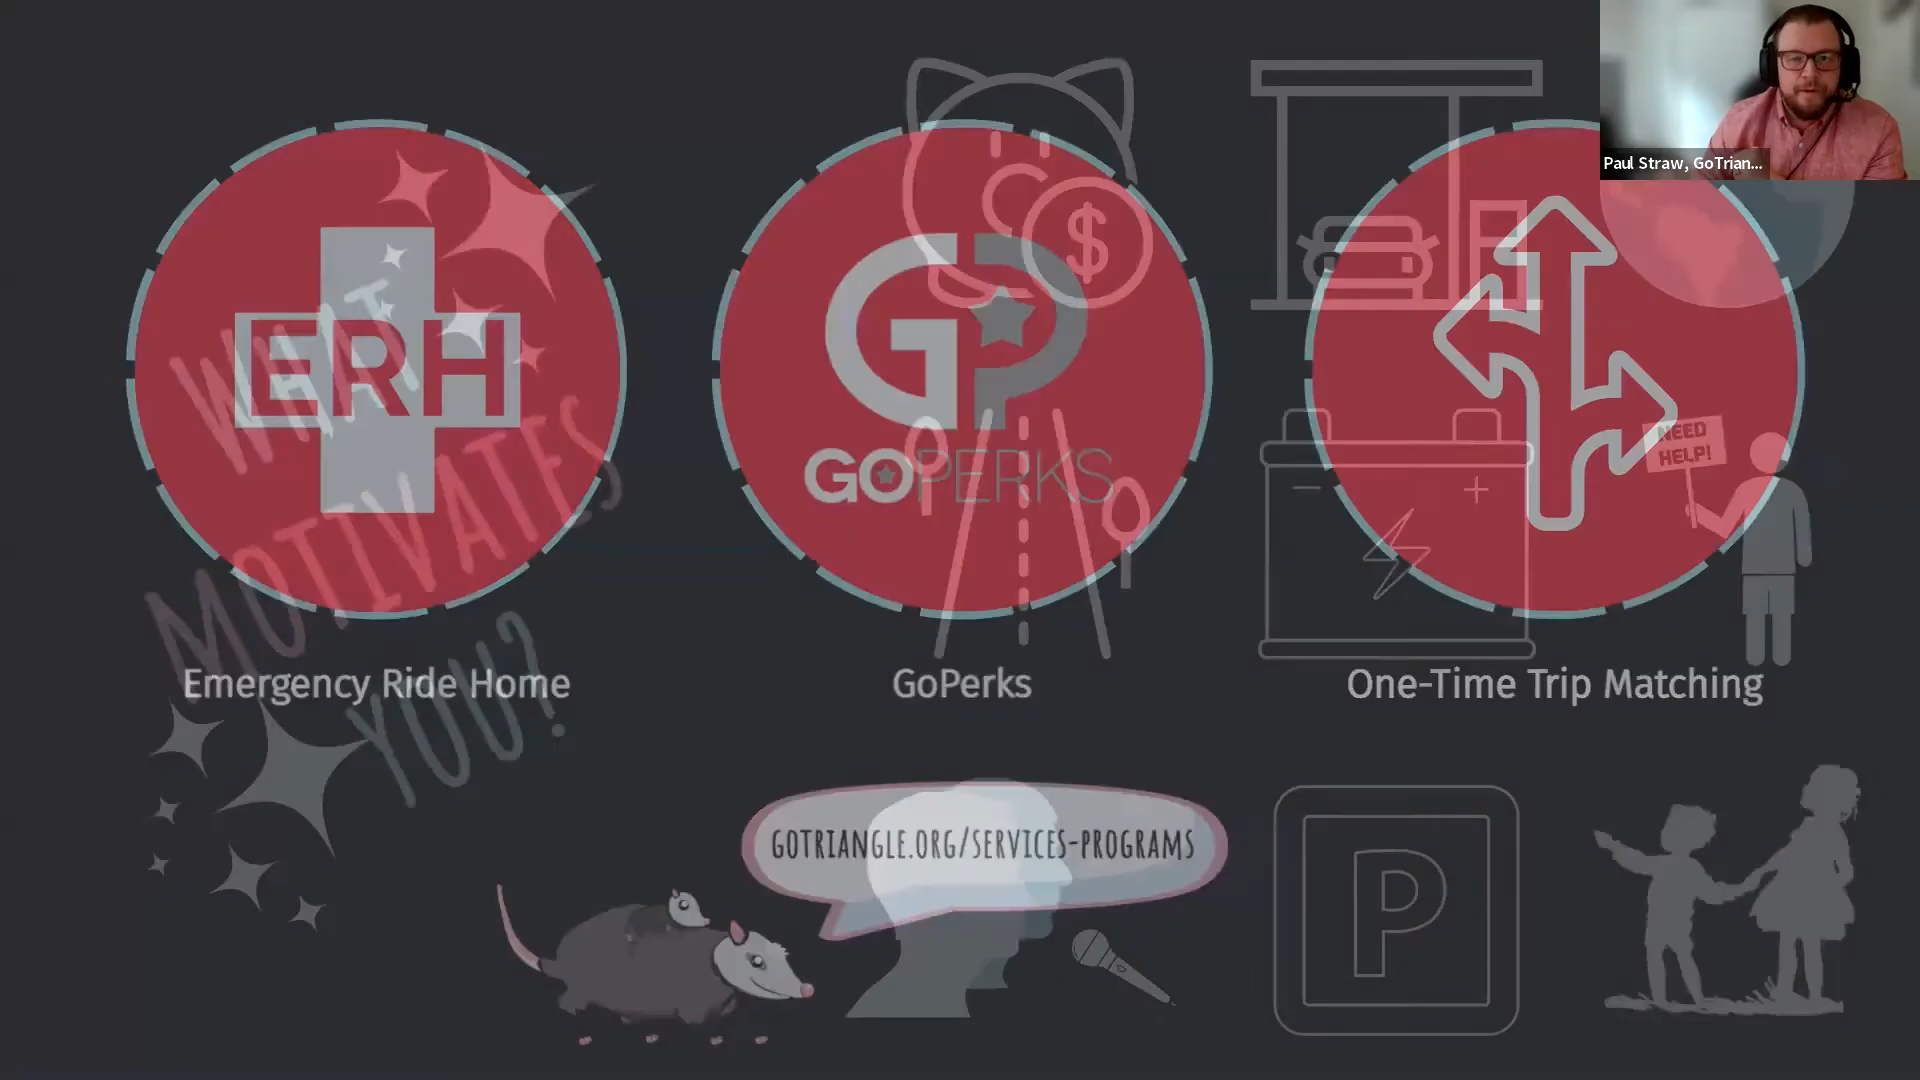 Paul Straw, GoTrian...
WHAT
MOTIVATES
YOU?
ERH
GP
GOPERKS
$
NEED
HELP!
− +
Emergency Ride Home
GoPerks
One-Time Trip Matching
GOTRIANGLE.ORG/SERVICES-PROGRAMS
P